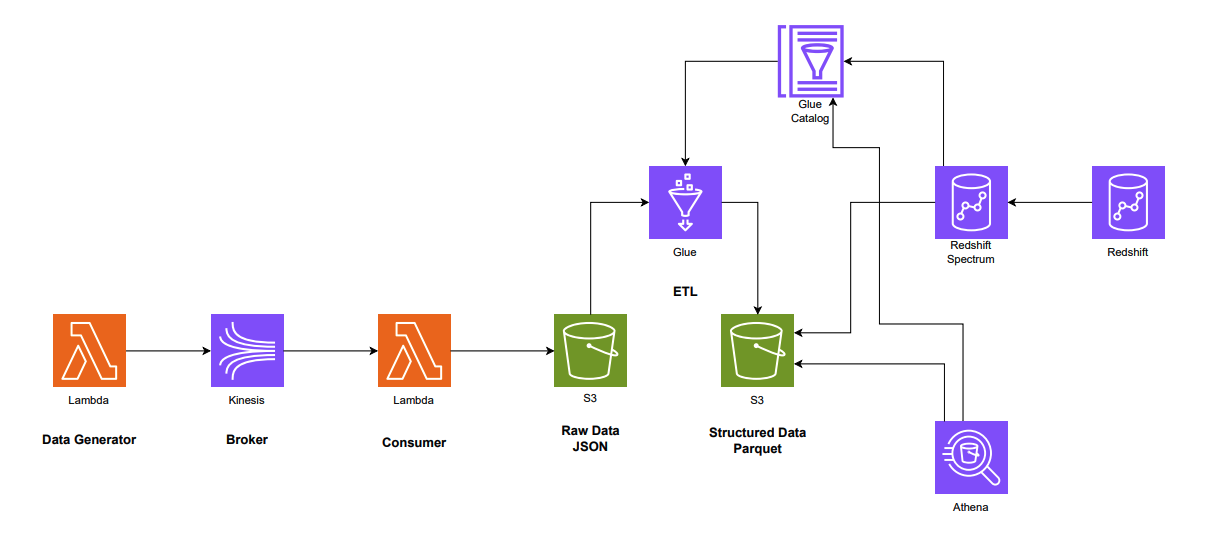 Glue
Catalog
Glue
ETL
Redshift
Spectrum
Redshift
Lambda
Data Generator
Kinesis
Broker
Lambda
Consumer
S3
Raw Data
JSON
S3
Structured Data
Parquet
Athena